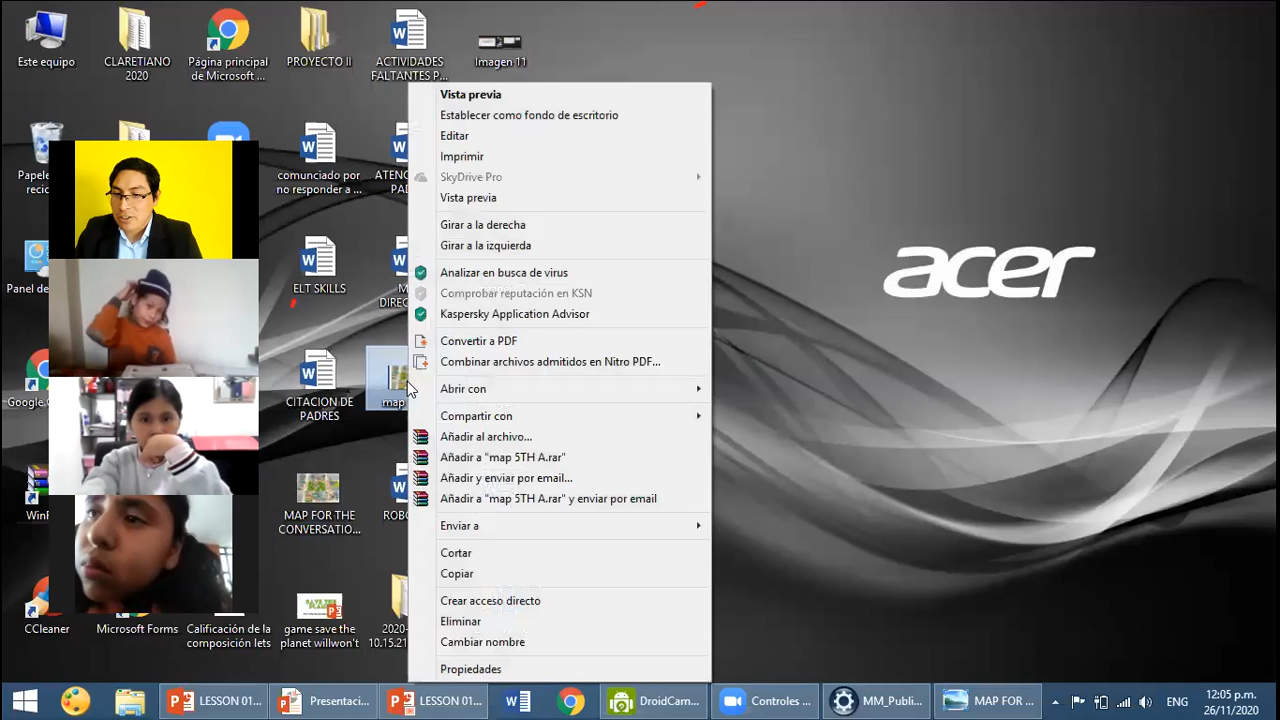 Este equipo
CLARETIANO
2020
Página principal
de Microsoft ...
PROYECTO II
ACTIVIDADES
FALTANTES P...
Imagen 11
Vista previa
Establecer como fondo de escritorio
Editar
Imprimir
SkyDrive Pro
Vista previa
Girar a la derecha
Girar a la izquierda
Analizar en busca de virus
Comprobar reputación en KSN
Kaspersky Application Advisor
Convertir a PDF
Combinar archivos admitidos en Nitro PDF...
Abrir con
Compartir con
Añadir al archivo...
Añadir a "map 5TH A.rar"
Añadir y enviar por email...
Añadir a "map 5TH A.rar" y enviar por email
Enviar a
Cortar
Copiar
Crear acceso directo
Eliminar
Cambiar nombre
Propiedades
comunciado por
no responder a ...
ELT SKILLS
CITACION DE
PADRES
map
MAP FOR THE
CONVERSATIO...
CCleaner
Microsoft Forms
Calificación de la
composición lets
game save the
planet willwon't
2020-
10.15.21
acer
LESSON 01...
Presentaci...
LESSON 01...
DroidCam...
Controles ...
MM_Publi...
MAP FOR ...
ENG
12:05 p.m.
26/11/2020